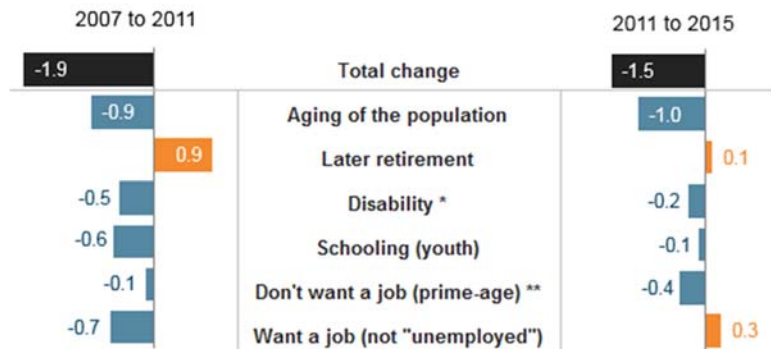 2007 to 2011 2011 to 2015
-1.9 Total change -1.5
-0.9 Aging of the population -1.0
0.9 Later retirement 0.1
-0.5 Disability * -0.2
-0.6 Schooling (youth) -0.1
-0.1 Don't want a job (prime-age) ** -0.4
-0.7 Want a job (not "unemployed") 0.3